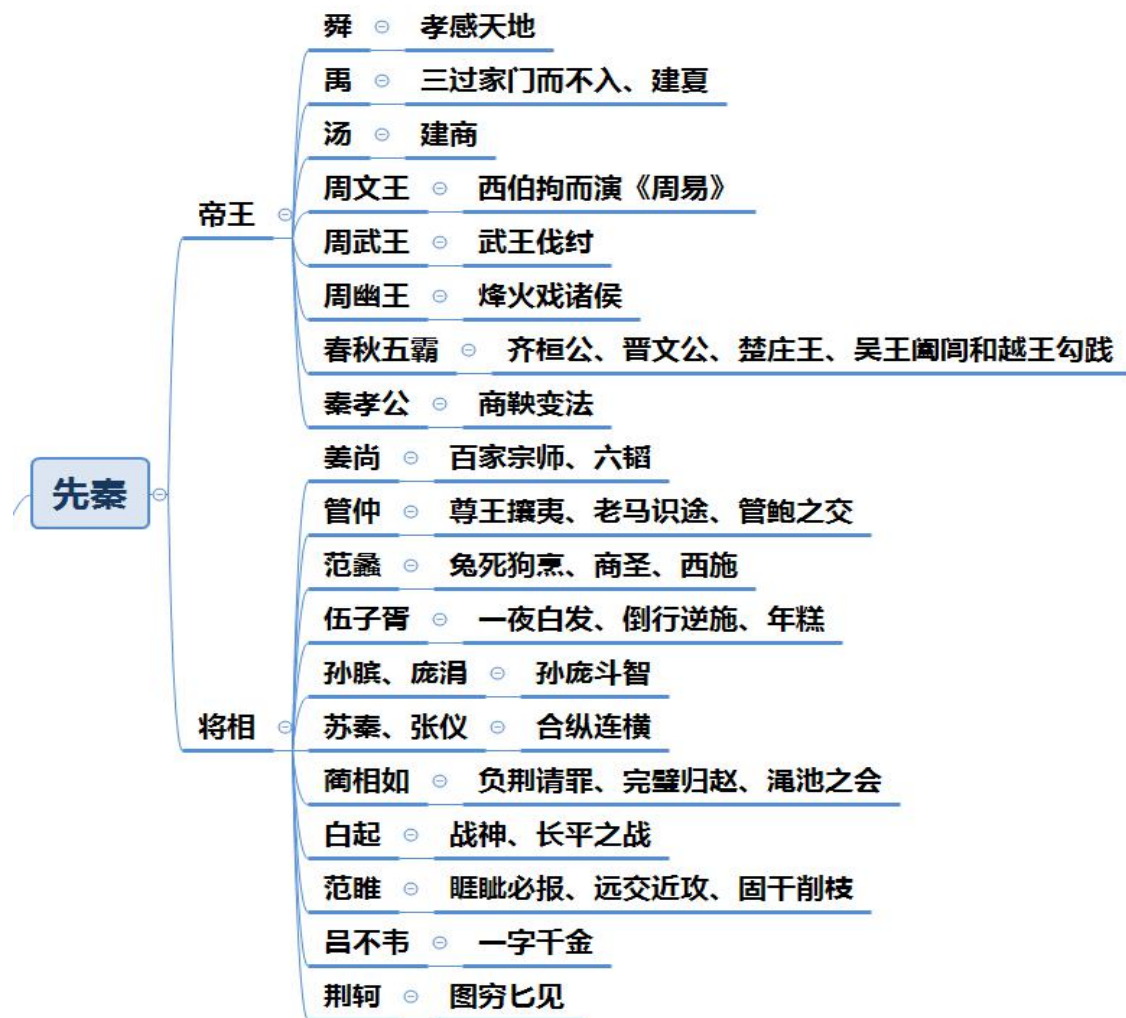 先秦
帝王
舜 孝感天地
禹 三过家门而不入、建夏
汤 建商
周文王 西伯拘而演《周易》
周武王 武王伐纣
周幽王 烽火戏诸侯
春秋五霸 齐桓公、晋文公、楚庄王、吴王阖闾和越王勾践
秦孝公 商鞅变法
将相
姜尚 百家宗师、六韬
管仲 尊王攘夷、老马识途、管鲍之交
范蠡 兔死狗烹、商圣、西施
伍子胥 一夜白发、倒行逆施、年糕
孙膑、庞涓 孙庞斗智
苏秦、张仪 合纵连横
蔺相如 负荆请罪、完璧归赵、渑池之会
白起 战神、长平之战
范睢 睚眦必报、远交近攻、固干削枝
吕不韦 一字千金
荆轲 图穷匕见